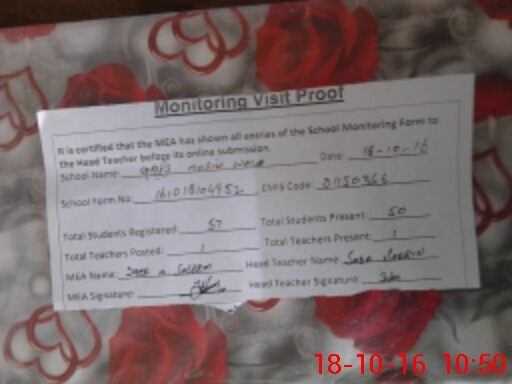 Monitoring Visit Proof
It is certified that the MEA has shown all entries of the School Monitoring Form to
the Head Teacher before its online submission.
School Name: Date: 18-10-16
School Form No: EMIS Code:
Total Students Registered: 57 Total Students Present: 50
Total Teachers Posted: 1 Total Teachers Present: 1
MEA Name: Head Teacher Name:
MEA Signature: Head Teacher Signature:
18-10-16 10:50